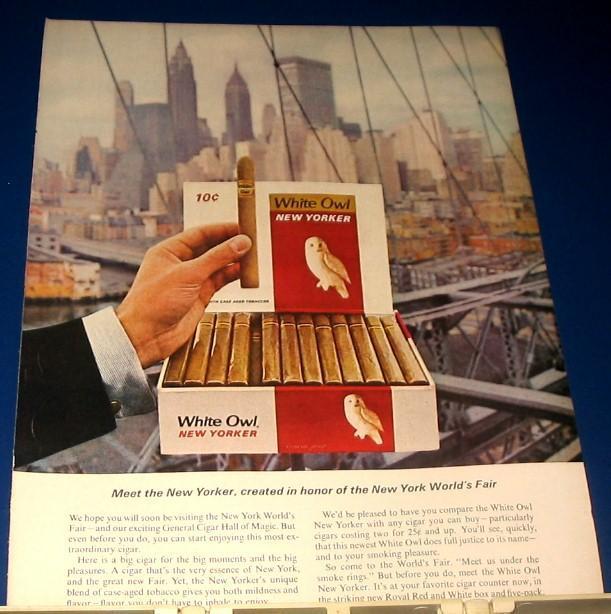 10¢
White Owl
NEW YORKER
WITH CASE AGED TOBACCOS
White Owl
NEW YORKER
Meet the New Yorker, created in honor of the New York World's Fair
We hope you will soon be visiting the New York World's
Fair—and our exciting General Cigar Hall of Magic. But
even before you do, you can start enjoying this most ex-
traordinary cigar.
Here is a big cigar for the big moments and the big
pleasures. A cigar that's the very essence of New York,
and the great new Fair. Yet, the New Yorker's unique
blend of case-aged tobacco gives you both mildness and
flavor—flavor you don't have to inhale to enjoy.
We'd be pleased to have you compare the White Owl
New Yorker with any cigar you can buy—particularly
cigars costing two for 25¢ and up. You'll see, quickly,
that this newest White Owl does full justice to its name—
and to your smoking pleasure.
So come to the World's Fair. "Meet us under the
smoke rings." But before you do, meet the White Owl
New Yorker. It's at your favorite cigar counter now, in
the striking new Royal Red and White box and five-pack.